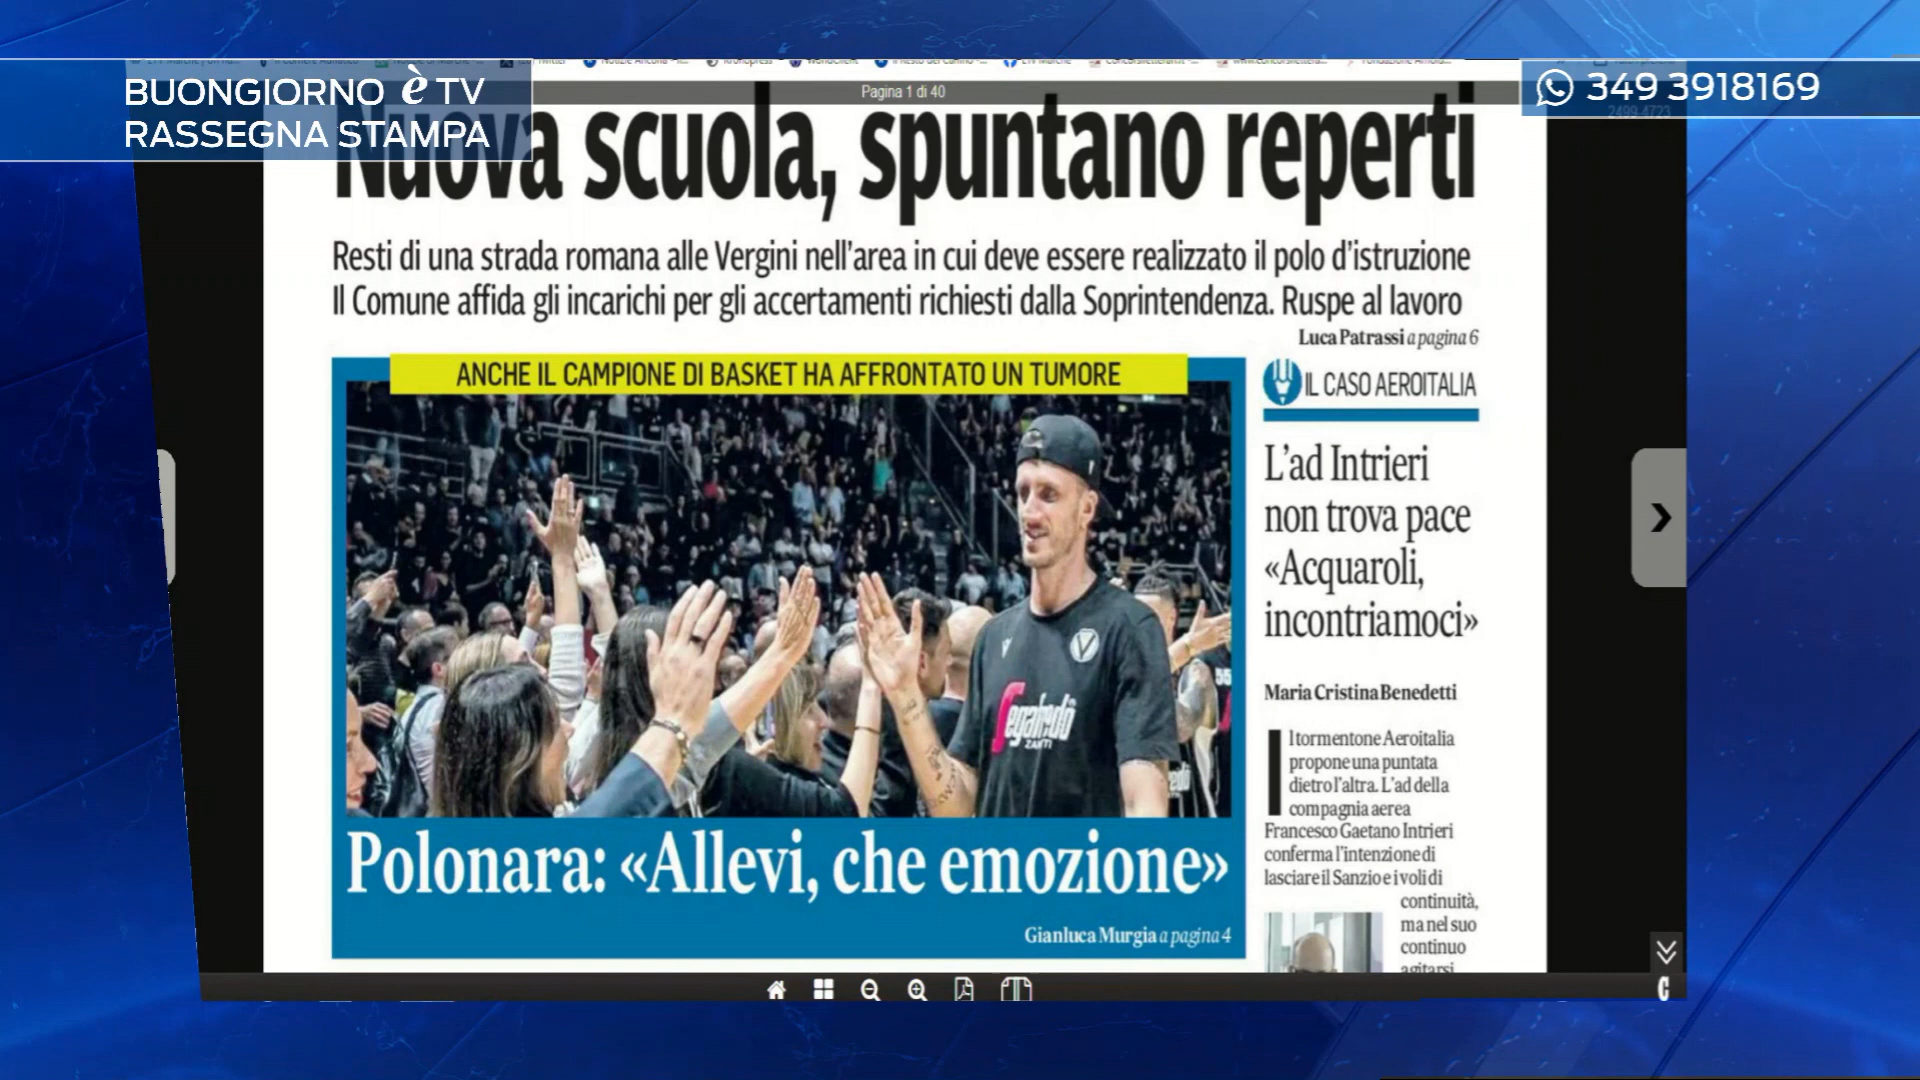 BUONGIORNO è TV
RASSEGNA STAMPA
349 3918169
Pagina 1 di 40
Nuova scuola, spuntano reperti
Resti di una strada romana alle Vergini nell'area in cui deve essere realizzato il polo d'istruzione
Il Comune affida gli incarichi per gli accertamenti richiesti dalla Soprintendenza. Ruspe al lavoro
Luca Patrassi a pagina 6
ANCHE IL CAMPIONE DI BASKET HA AFFRONTATO UN TUMORE
Segafredo
ZANETTI
Polonara: «Allevi, che emozione»
Gianluca Murgia a pagina 4
IL CASO AEROITALIA
L'ad Intrieri
non trova pace
«Acquaroli,
incontriamoci»
Maria Cristina Benedetti
Il tormentone Aeroitalia
propone una puntata
dietro l'altra. L'ad della
compagnia aerea
Francesco Gaetano Intrieri
conferma l'intenzione di
lasciare il Sanzio e i voli di
continuità,
ma nel suo
continuo
agitarsi